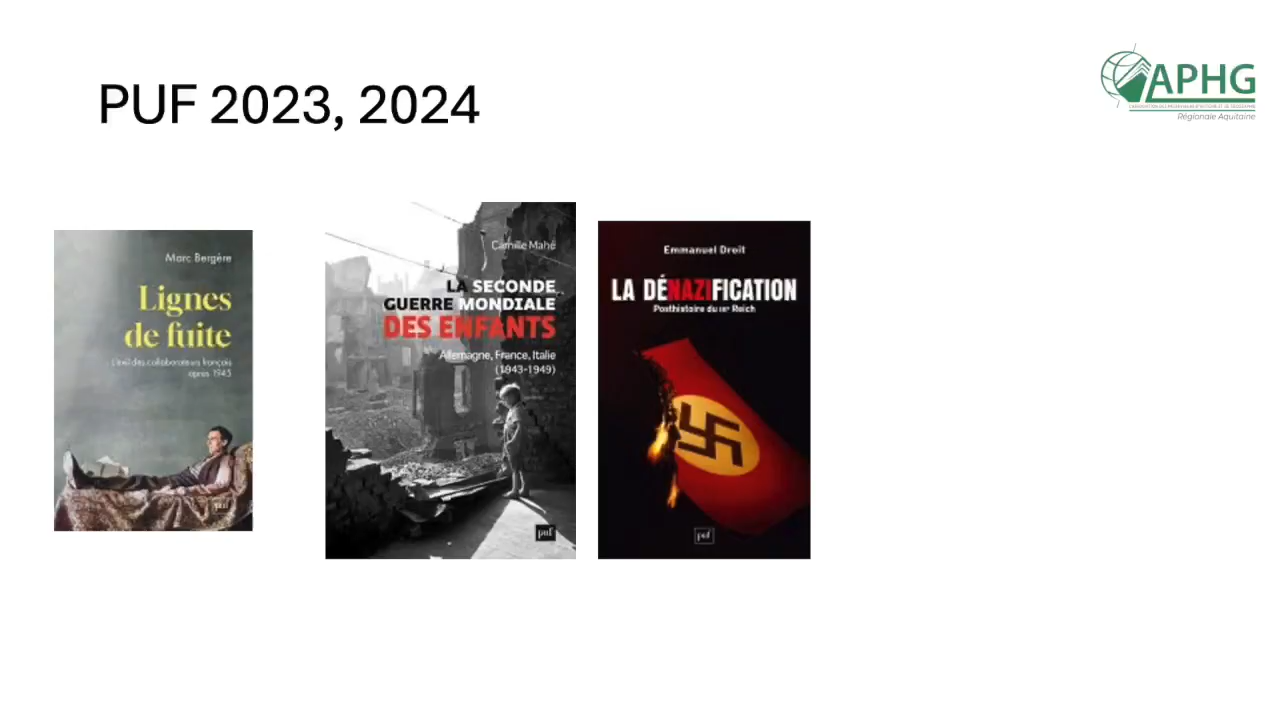 PUF 2023, 2024
APHG
Régionale Aquitaine
Marc Bergère
Lignes
de fuite
L'exil des collaborateurs français
après 1945
puf
Camille Mahé
LA SECONDE
GUERRE MONDIALE
DES ENFANTS
Allemagne, France, Italie
(1943-1949)
puf
Emmanuel Droit
LA DÉNAZIFICATION
Posthistoire du IIIᵉ Reich
puf